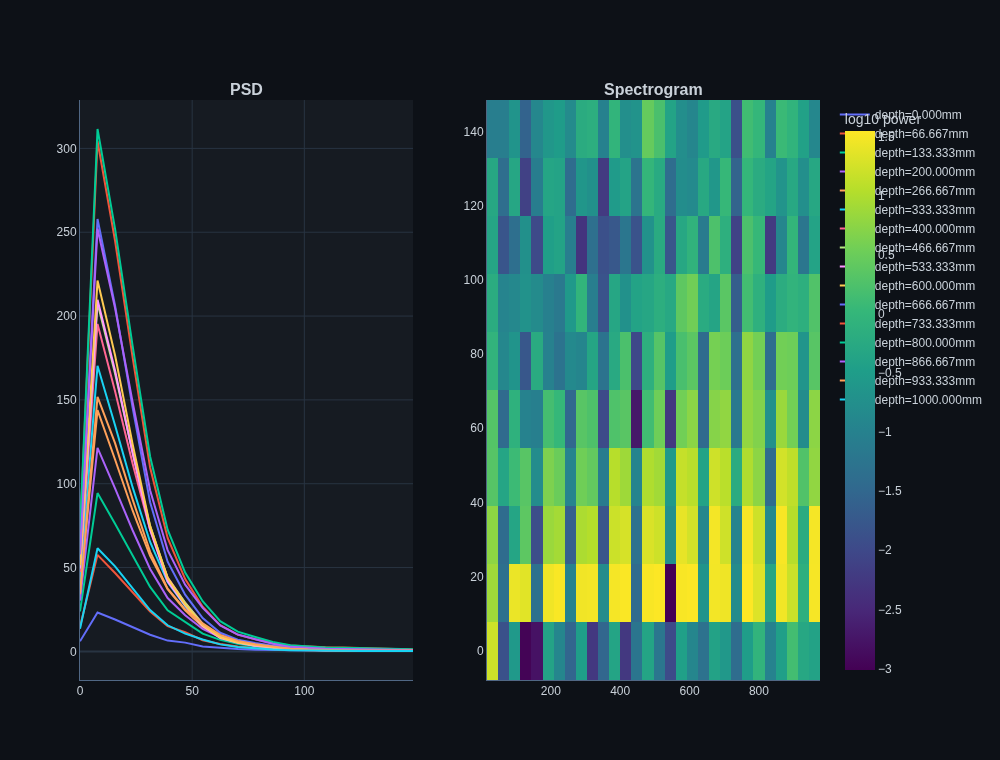 PSD
Spectrogram
300
250
200
150
100
50
0
0
50
100
140
120
100
80
60
40
20
0
200
400
600
800
log10 power
1.5
1
0.5
0
−0.5
−1
−1.5
−2
−2.5
−3
depth=0.000mm
depth=66.667mm
depth=133.333mm
depth=200.000mm
depth=266.667mm
depth=333.333mm
depth=400.000mm
depth=466.667mm
depth=533.333mm
depth=600.000mm
depth=666.667mm
depth=733.333mm
depth=800.000mm
depth=866.667mm
depth=933.333mm
depth=1000.000mm